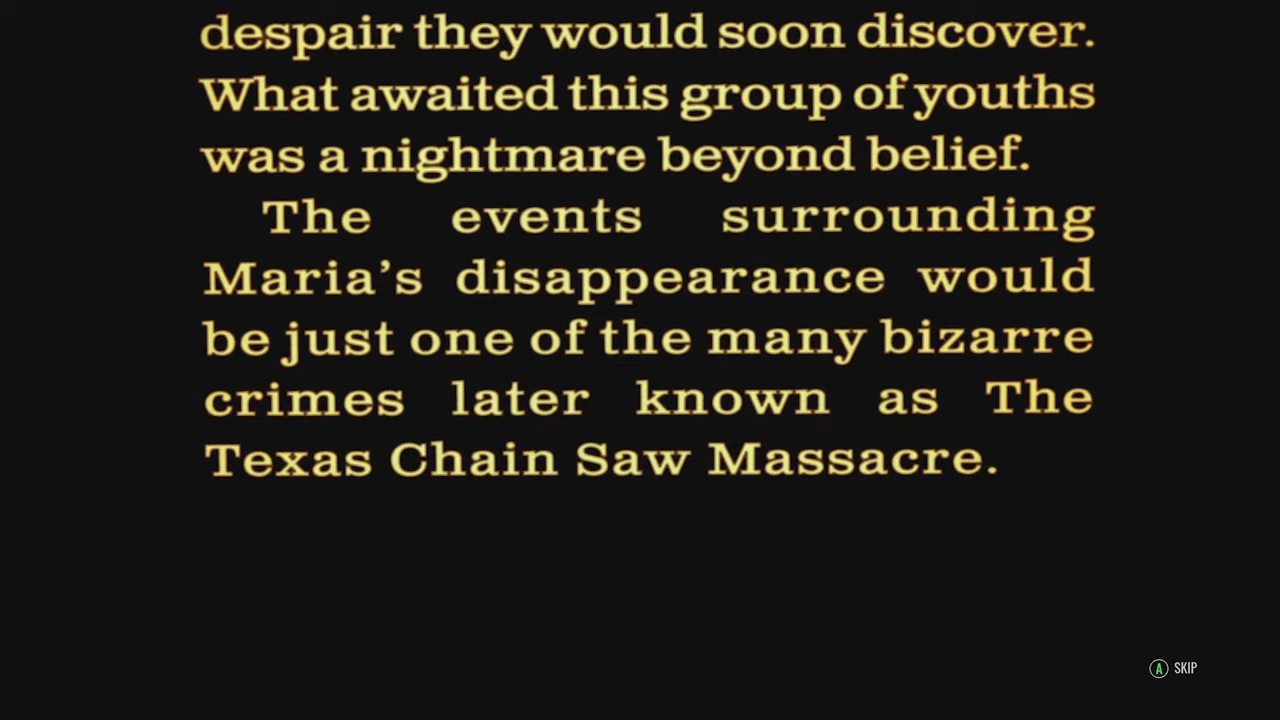 despair they would soon discover.
What awaited this group of youths
was a nightmare beyond belief.
The events surrounding
Maria’s disappearance would
be just one of the many bizarre
crimes later known as The
Texas Chain Saw Massacre.
A SKIP